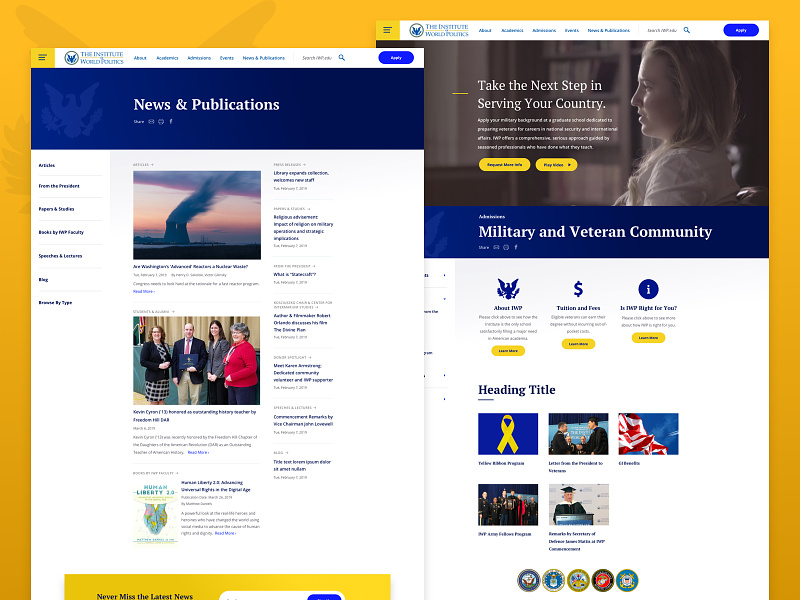 THE INSTITUTE
WORLD POLITICS
About
Academics
Admissions
Events
News & Publications
Search IWP.edu
Apply
News & Publications
Share
Articles
From the President
Papers & Studies
Books by IWP Faculty
Speeches & Lectures
Blog
Browse By Type
ARTICLES
Are Washington's 'Advanced' Reactors a Nuclear Waste?
Tue, February 7, 2019
Congress needs to look hard at the rationale for a fast-reactor program.
Read More ›
STUDENTS & ALUMNI
Kevin Cyron ('13) honored as outstanding history teacher by
Freedom Hill DAR
March 6, 2019
Kevin Cyron ('13) was recently honored by the Freedom Hill Chapter of
the Daughters of the American Revolution (DAR) as an Outstanding
Teacher of American History. Read More ›
BOOKS BY IWP FACULTY
HUMAN
LIBERTY 2.0
Human Liberty 2.0: Advancing
Universal Rights in the Digital Age
Publication Date: March 26, 2019
By Matthew Daniels
A powerful look at the real-life heroes and
heroines who have changed the world using
social media to advance the cause of human
rights and dignity. Read More ›
PRESS RELEASES
Library expands collection,
welcomes new staff
Tue, February 7, 2019
PAPERS & STUDIES
Religious advisement:
Impact of religion on military
operations and strategic
implications
Tue, February 7, 2019
FROM THE PRESIDENT
What is "Statecraft"?
Tue, February 7, 2019
KOSCIUSZKO CHAIR & CENTER FOR
INTERMARIUM STUDIES
Author & Filmmaker Robert
Orlando discusses his film
The Divine Plan
Tue, February 7, 2019
DONOR SPOTLIGHT
Meet Karen Armstrong:
Dedicated community
volunteer and IWP supporter
Tue, February 7, 2019
SPEECHES & LECTURES
Commencement Remarks by
Vice Chairman John Lovewell
Tue, February 7, 2019
BLOG
Title text lorem ipsum dolor
sit amet nullam
Tue, February 7, 2019
Never Miss the Latest News
THE INSTITUTE
WORLD POLITICS
About
Academics
Admissions
Events
News & Publications
Search IWP.edu
Apply
Take the Next Step in
Serving Your Country.
Apply your military background at a graduate school dedicated to
preparing veterans for careers in national security and international
affairs. IWP offers a comprehensive, serious approach guided by
seasoned professionals who have done what they teach.
Request More Info
Play Video
Admissions
Military and Veteran Community
Share
About IWP
Please click above to see how the
Institute is the only school
satisfactorily filling a major need
in American academia.
Learn More
$
Tuition and Fees
Eligible veterans can earn their
degree without incurring out-of-
pocket costs.
Learn More
i
Is IWP Right for You?
Please click above to see more
about how IWP is right for you.
Learn More
Heading Title
Yellow Ribbon Program
Letter from the President to
Veterans
GI Benefits
IWP Army Fellows Program
Remarks by Secretary of
Defense James Mattis at IWP
Commencement